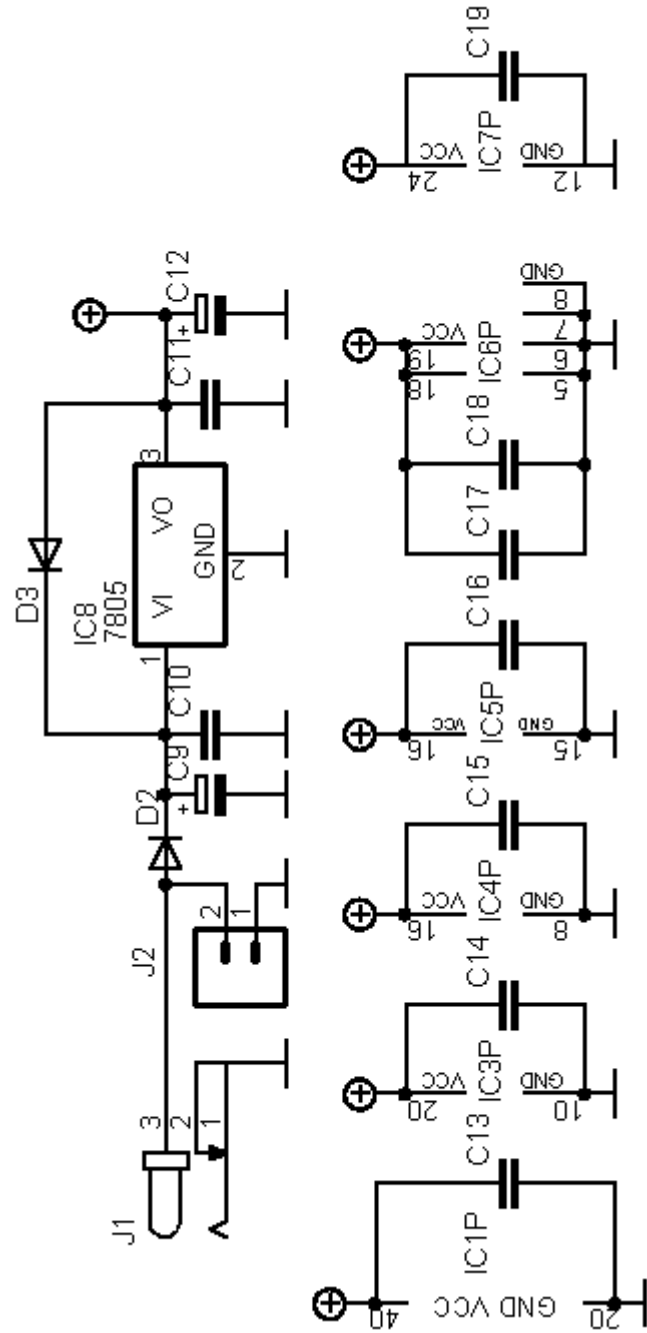 J1
3
2
1
J2
2
1
D2
C9
+
C10
1
IC8
7805
VI
VO
GND
2
3
D3
C11
+
C12
IC1P
40
GND VCC
20
C13
20
VCC
IC3P
GND
10
C14
16
VCC
IC4P
GND
8
C15
16
VCC
IC5P
GND
15
C16
C17
C18
18
19
VCC
IC6P
5
6
7
8
GND
24
VCC
IC7P
GND
12
C19